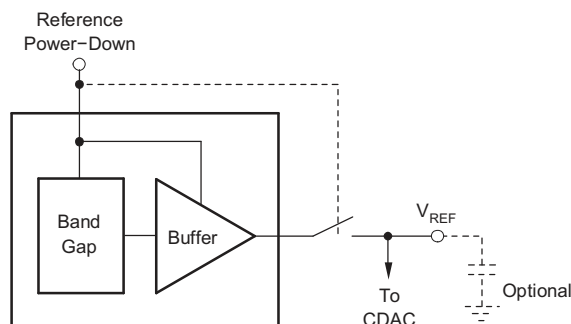 Reference
Power−Down
Band
Gap
Buffer
V_REF
To
CDAC
Optional